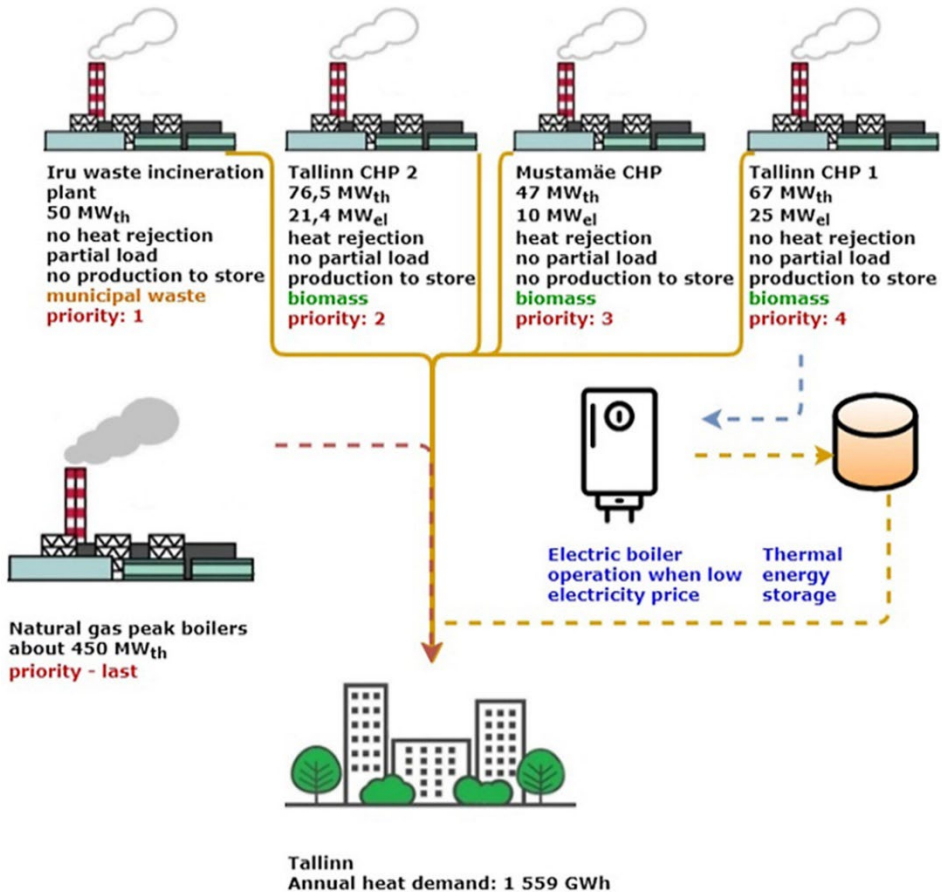 Iru waste incineration
plant
50 MWth
no heat rejection
partial load
no production to store
municipal waste
priority: 1
Tallinn CHP 2
76,5 MWth
21,4 MWel
heat rejection
no partial load
production to store
biomass
priority: 2
Mustamäe CHP
47 MWth
10 MWel
heat rejection
no partial load
no production to store
biomass
priority: 3
Tallinn CHP 1
67 MWth
25 MWel
no heat rejection
no partial load
production to store
biomass
priority: 4
Electric boiler
operation when low
electricity price
Thermal
energy
storage
Natural gas peak boilers
about 450 MWth
priority - last
Tallinn
Annual heat demand: 1 559 GWh